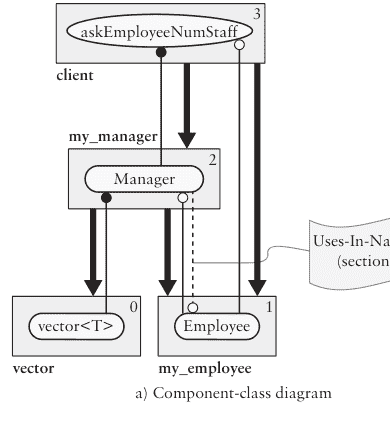 3
askEmployeeNumStaff
client
my_manager
2
Manager
Uses-In-Na
(section
0
1
vector<T>
Employee
vector
my_employee
a) Component-class diagram